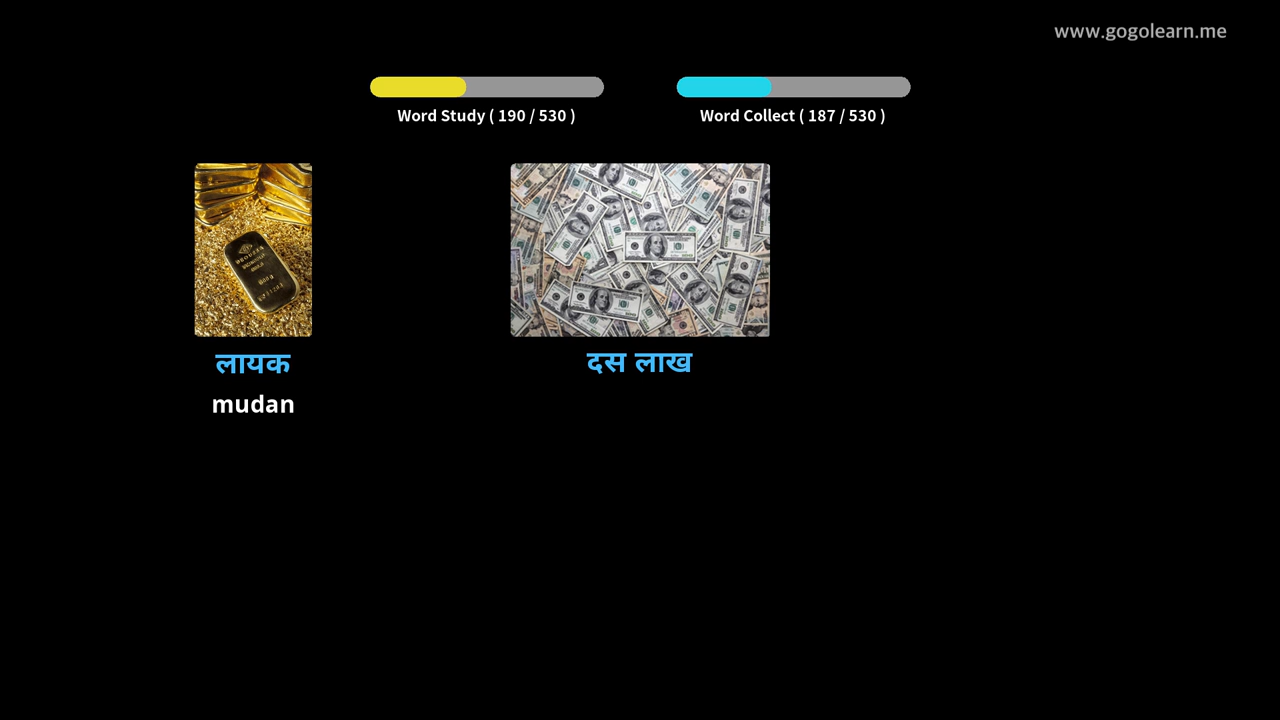 www.gogolearn.me
Word Study ( 190 / 530 )
Word Collect ( 187 / 530 )
लायक
दस लाख
mudan